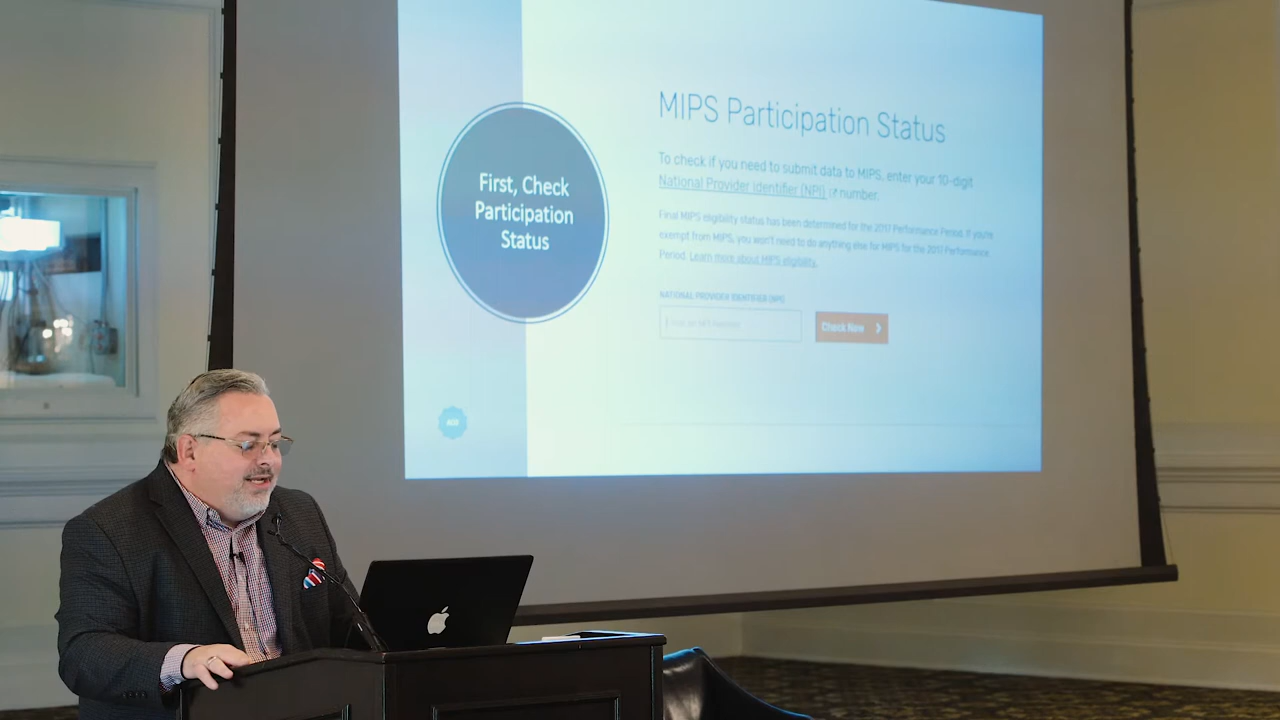 First, Check
Participation
Status
MIPS Participation Status
To check if you need to submit data to MIPS, enter your 10-digit
National Provider Identifier (NPI) number.
Final MIPS eligibility status has been determined for the 2017 Performance Period. If you're
exempt from MIPS, you won't need to do anything else for MIPS for the 2017 Performance
Period. Learn more about MIPS eligibility.
NATIONAL PROVIDER IDENTIFIER (NPI)
Check Now